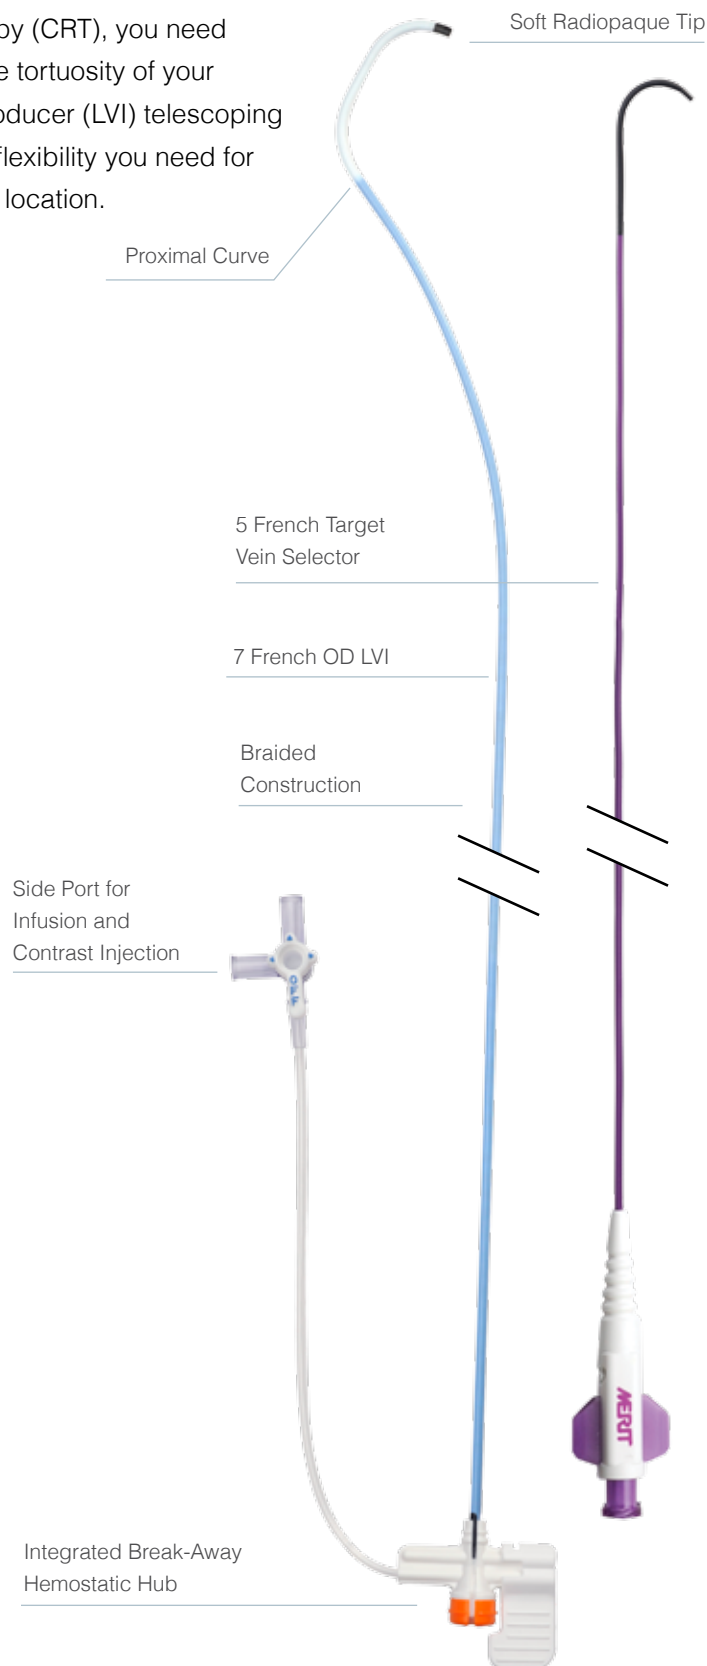 by (CRT), you need
e tortuosity of your
oducer (LVI) telescoping
flexibility you need for
location.
Soft Radiopaque Tip
Proximal Curve
5 French Target
Vein Selector
7 French OD LVI
Braided
Construction
Side Port for
Infusion and
Contrast Injection
MERIT
Integrated Break-Away
Hemostatic Hub